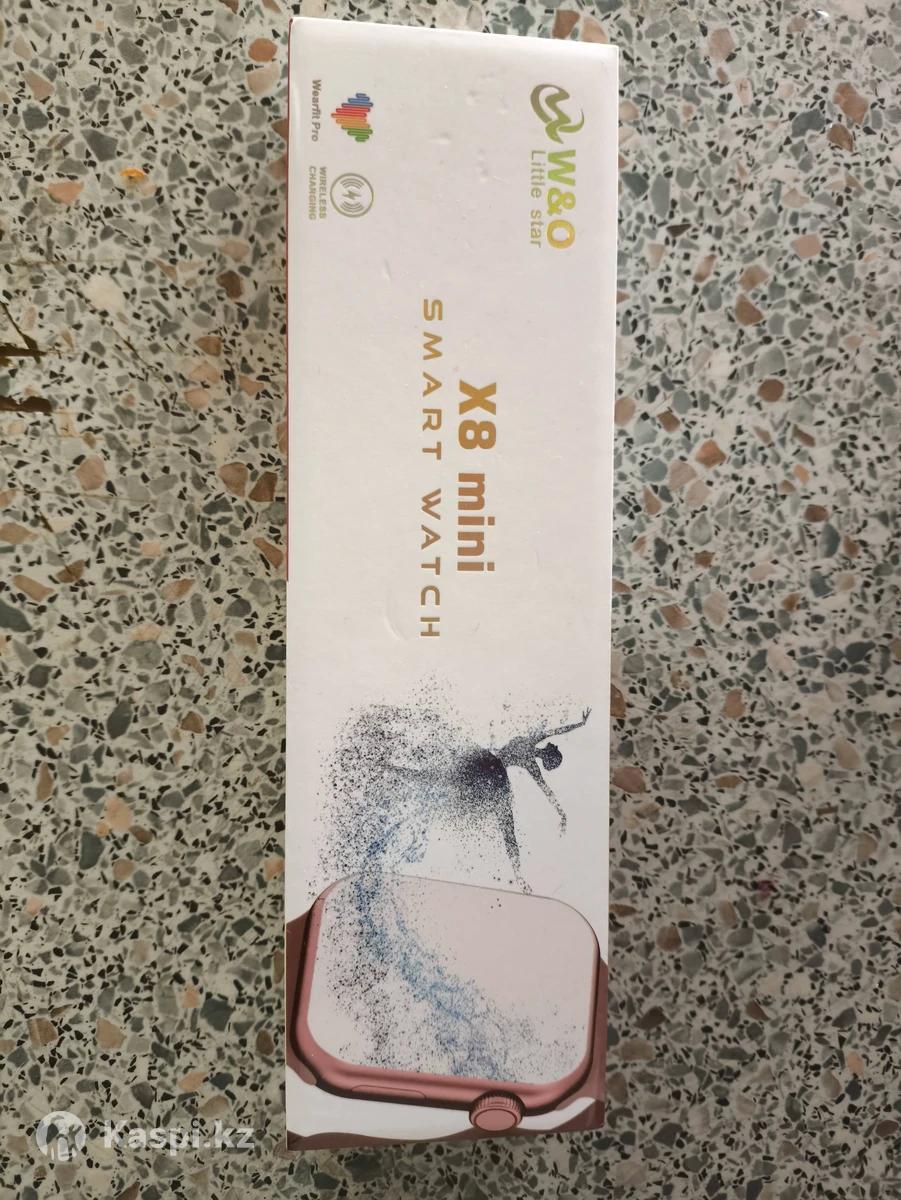 W&O
Little star
X8 mini
SMART WATCH
Wearfit Pro
WIRELESS
CHARGING
Kaspi.kz